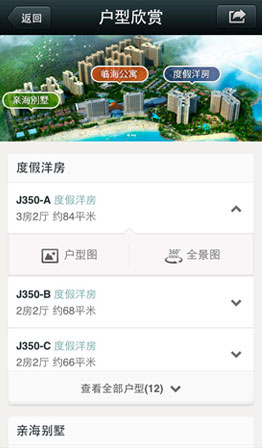 返回
户型欣赏
临海公寓
度假洋房
亲海别墅
度假洋房
J350-A 度假洋房
3房2厅 约84平米
户型图
360°
全景图
J350-B 度假洋房
2房2厅 约68平米
J350-C 度假洋房
2房2厅 约66平米
查看全部户型(12)
亲海别墅